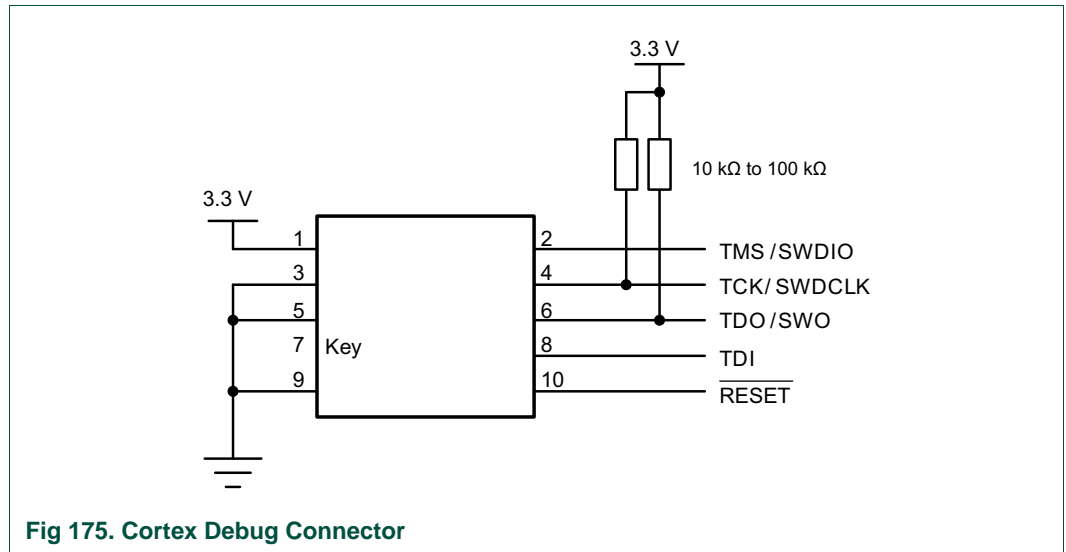 3.3 V
10 kΩ to 100 kΩ
3.3 V
1
2
TMS /SWDIO
3
4
TCK/ SWDCLK
5
6
TDO /SWO
7
Key
8
TDI
9
10
RESET
Fig 175. Cortex Debug Connector